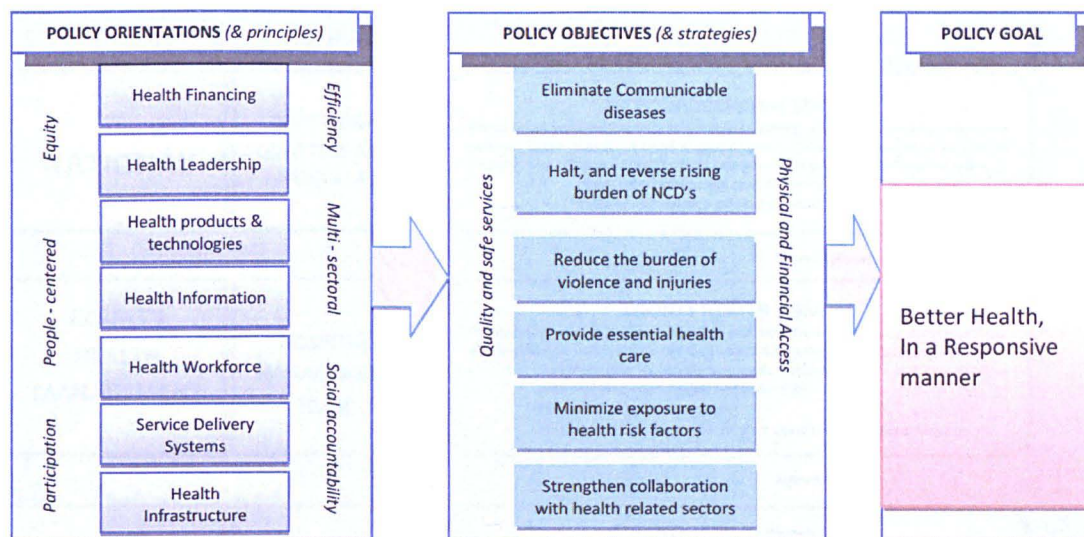 POLICY ORIENTATIONS (& principles)
Equity
People - centered
Participation
Health Financing
Health Leadership
Health products &
technologies
Health Information
Health Workforce
Service Delivery
Systems
Health
Infrastructure
Efficiency
Multi - sectoral
Social accountability
POLICY OBJECTIVES (& strategies)
Quality and safe services
Eliminate Communicable
diseases
Halt, and reverse rising
burden of NCD's
Reduce the burden of
violence and injuries
Provide essential health
care
Minimize exposure to
health risk factors
Strengthen collaboration
with health related sectors
Physical and Financial Access
POLICY GOAL
Better Health,
In a Responsive
manner